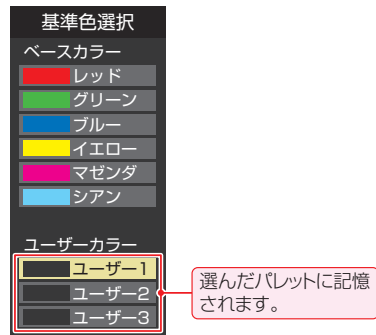 基準色選択
ベースカラー
レッド
グリーン
ブルー
イエロー
マゼンダ
シアン
ユーザーカラー
ユーザー1
ユーザー2
ユーザー3
選んだパレットに記憶
されます。